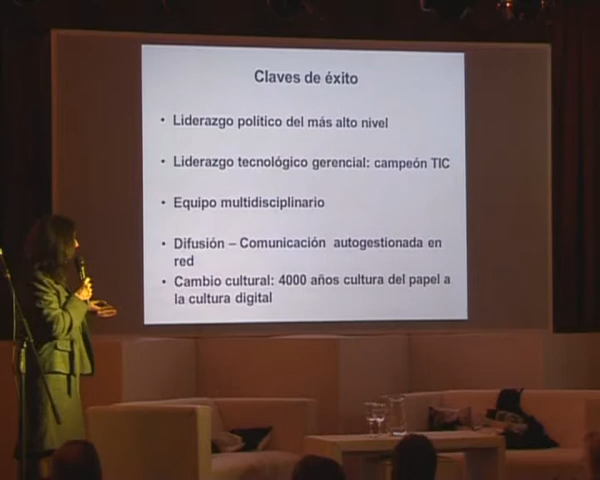 Claves de éxito
• Liderazgo político del más alto nivel
• Liderazgo tecnológico gerencial: campeón TIC
• Equipo multidisciplinario
• Difusión – Comunicación autogestionada en
red
• Cambio cultural: 4000 años cultura del papel a
la cultura digital